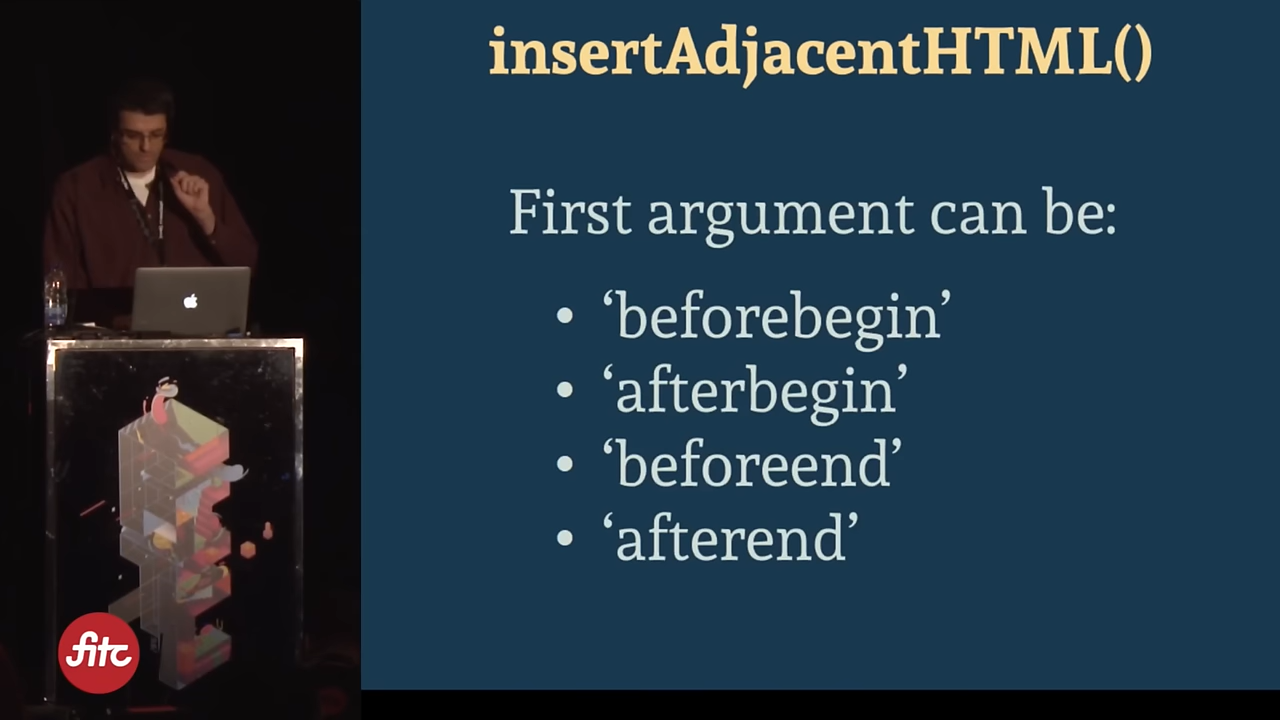 insertAdjacentHTML()
First argument can be:
• ‘beforebegin’
• ‘afterbegin’
• ‘beforeend’
• ‘afterend’
fitc